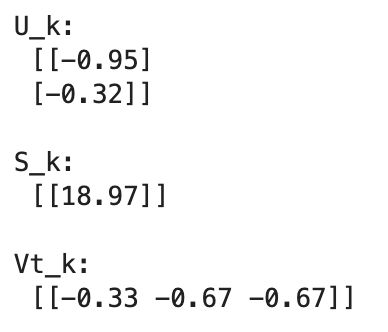 U_k:
[[-0.95]
[-0.32]]
S_k:
[[18.97]]
Vt_k:
[[-0.33 -0.67 -0.67]]